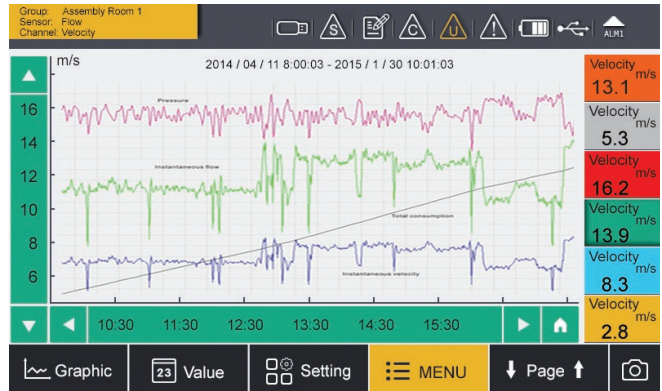 Group: Assembly Room 1
Sensor: Flow
Channel: Velocity
S
C
U
ALM1
m/s
2014 / 04 / 11 8:00:03 - 2015 / 1 / 30 10:01:03
16
14
12
10
8
6
Pressure
Instantaneous flow
Total consumption
Instantaneous velocity
Velocity
m/s
13.1
Velocity
m/s
5.3
Velocity
m/s
16.2
Velocity
m/s
13.9
Velocity
m/s
8.3
Velocity
m/s
2.8
10:30 11:30 12:30 13:30 14:30 15:30
Graphic
23 Value
Setting
MENU
Page